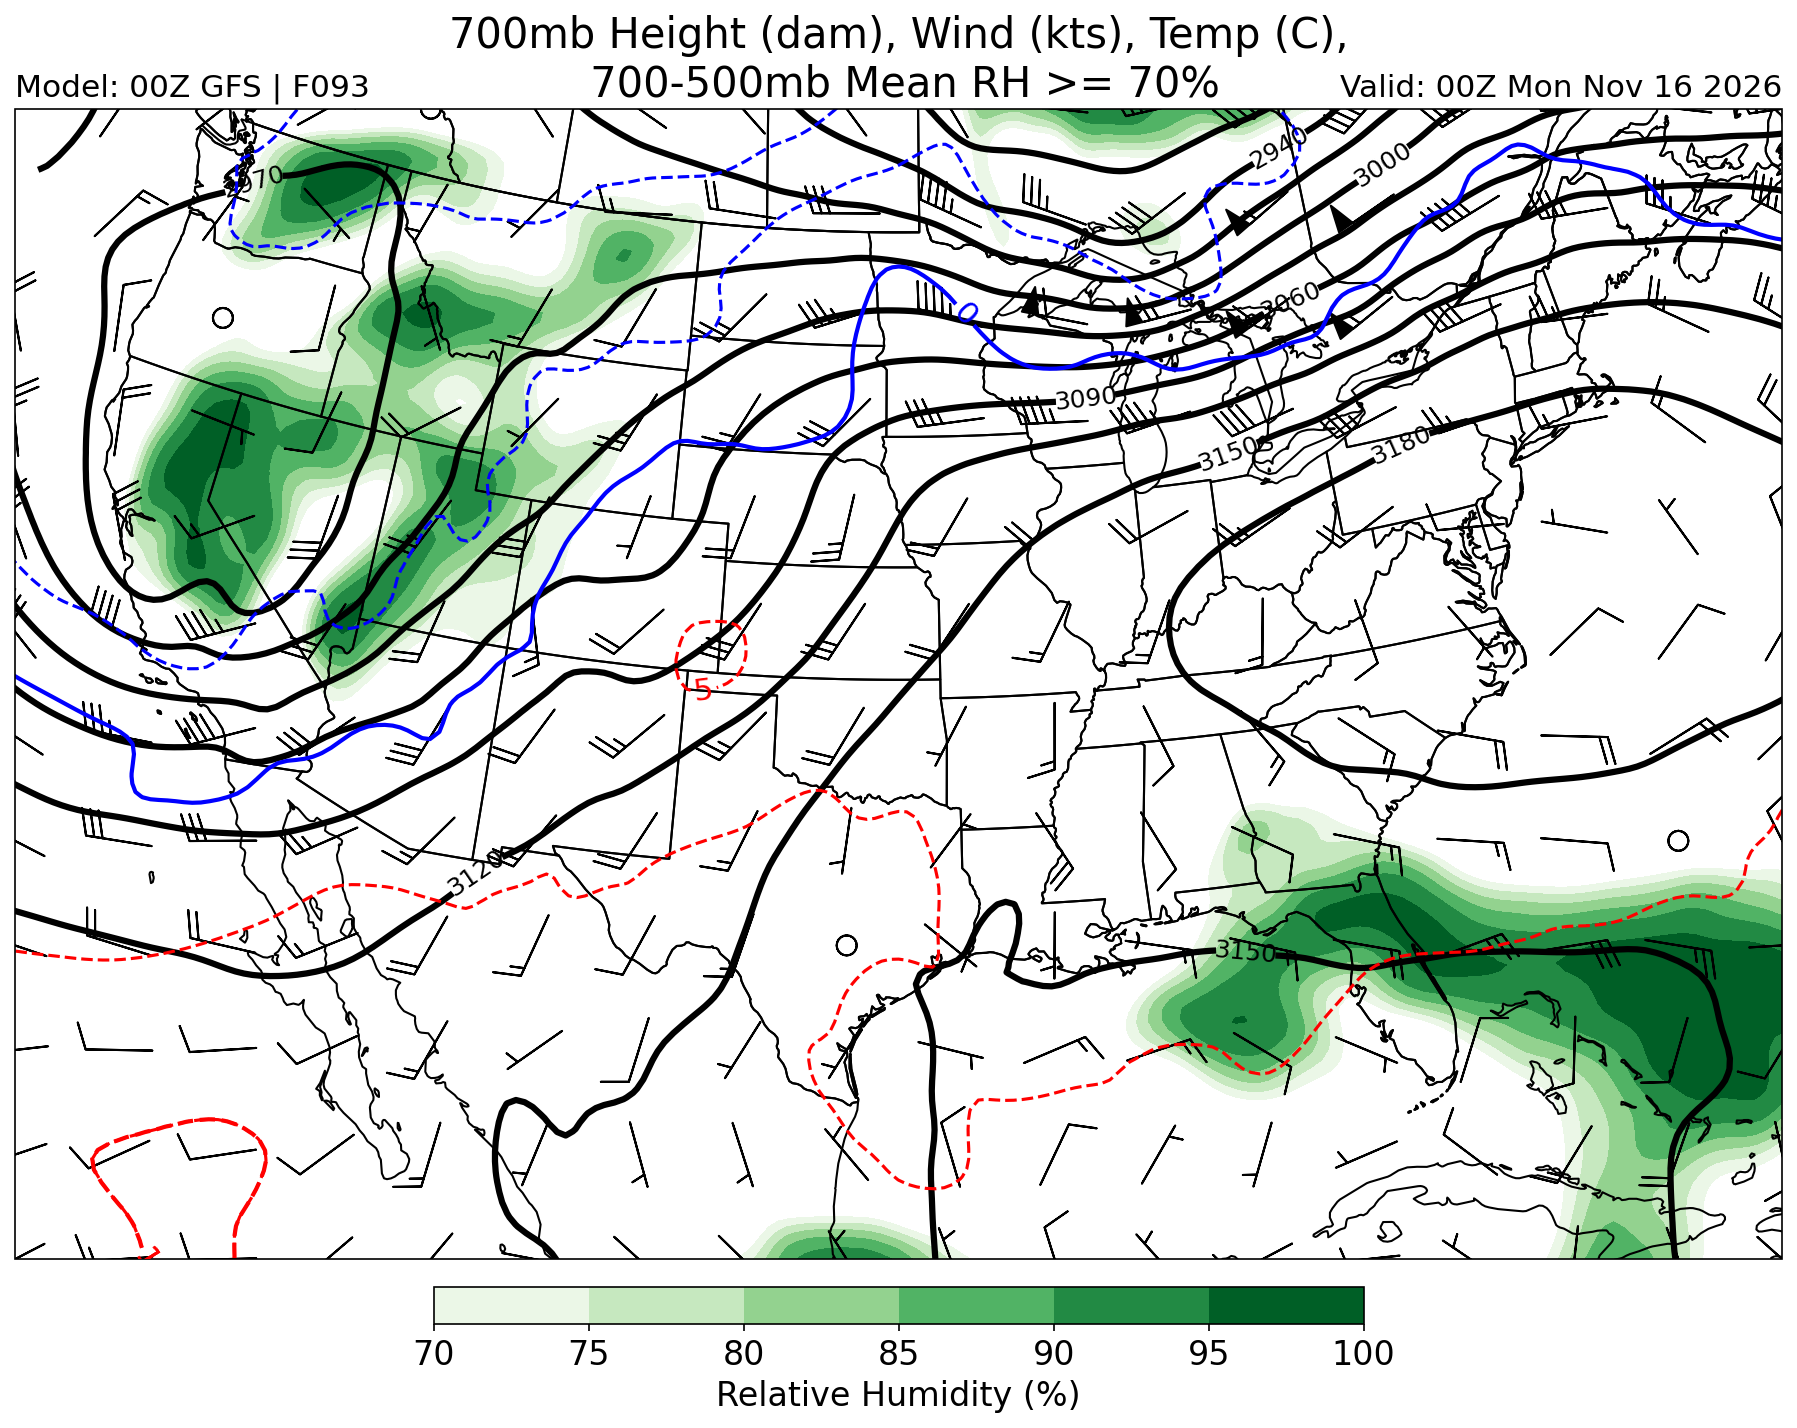 700mb Height (dam), Wind (kts), Temp (C),
700-500mb Mean RH >= 70%
Model: 00Z GFS | F093
Valid: 00Z Mon Nov 16 2026
2940
3000
2970
3060
0
3090
3150
3180
5
3120
3150
70 75 80 85 90 95 100
Relative Humidity (%)